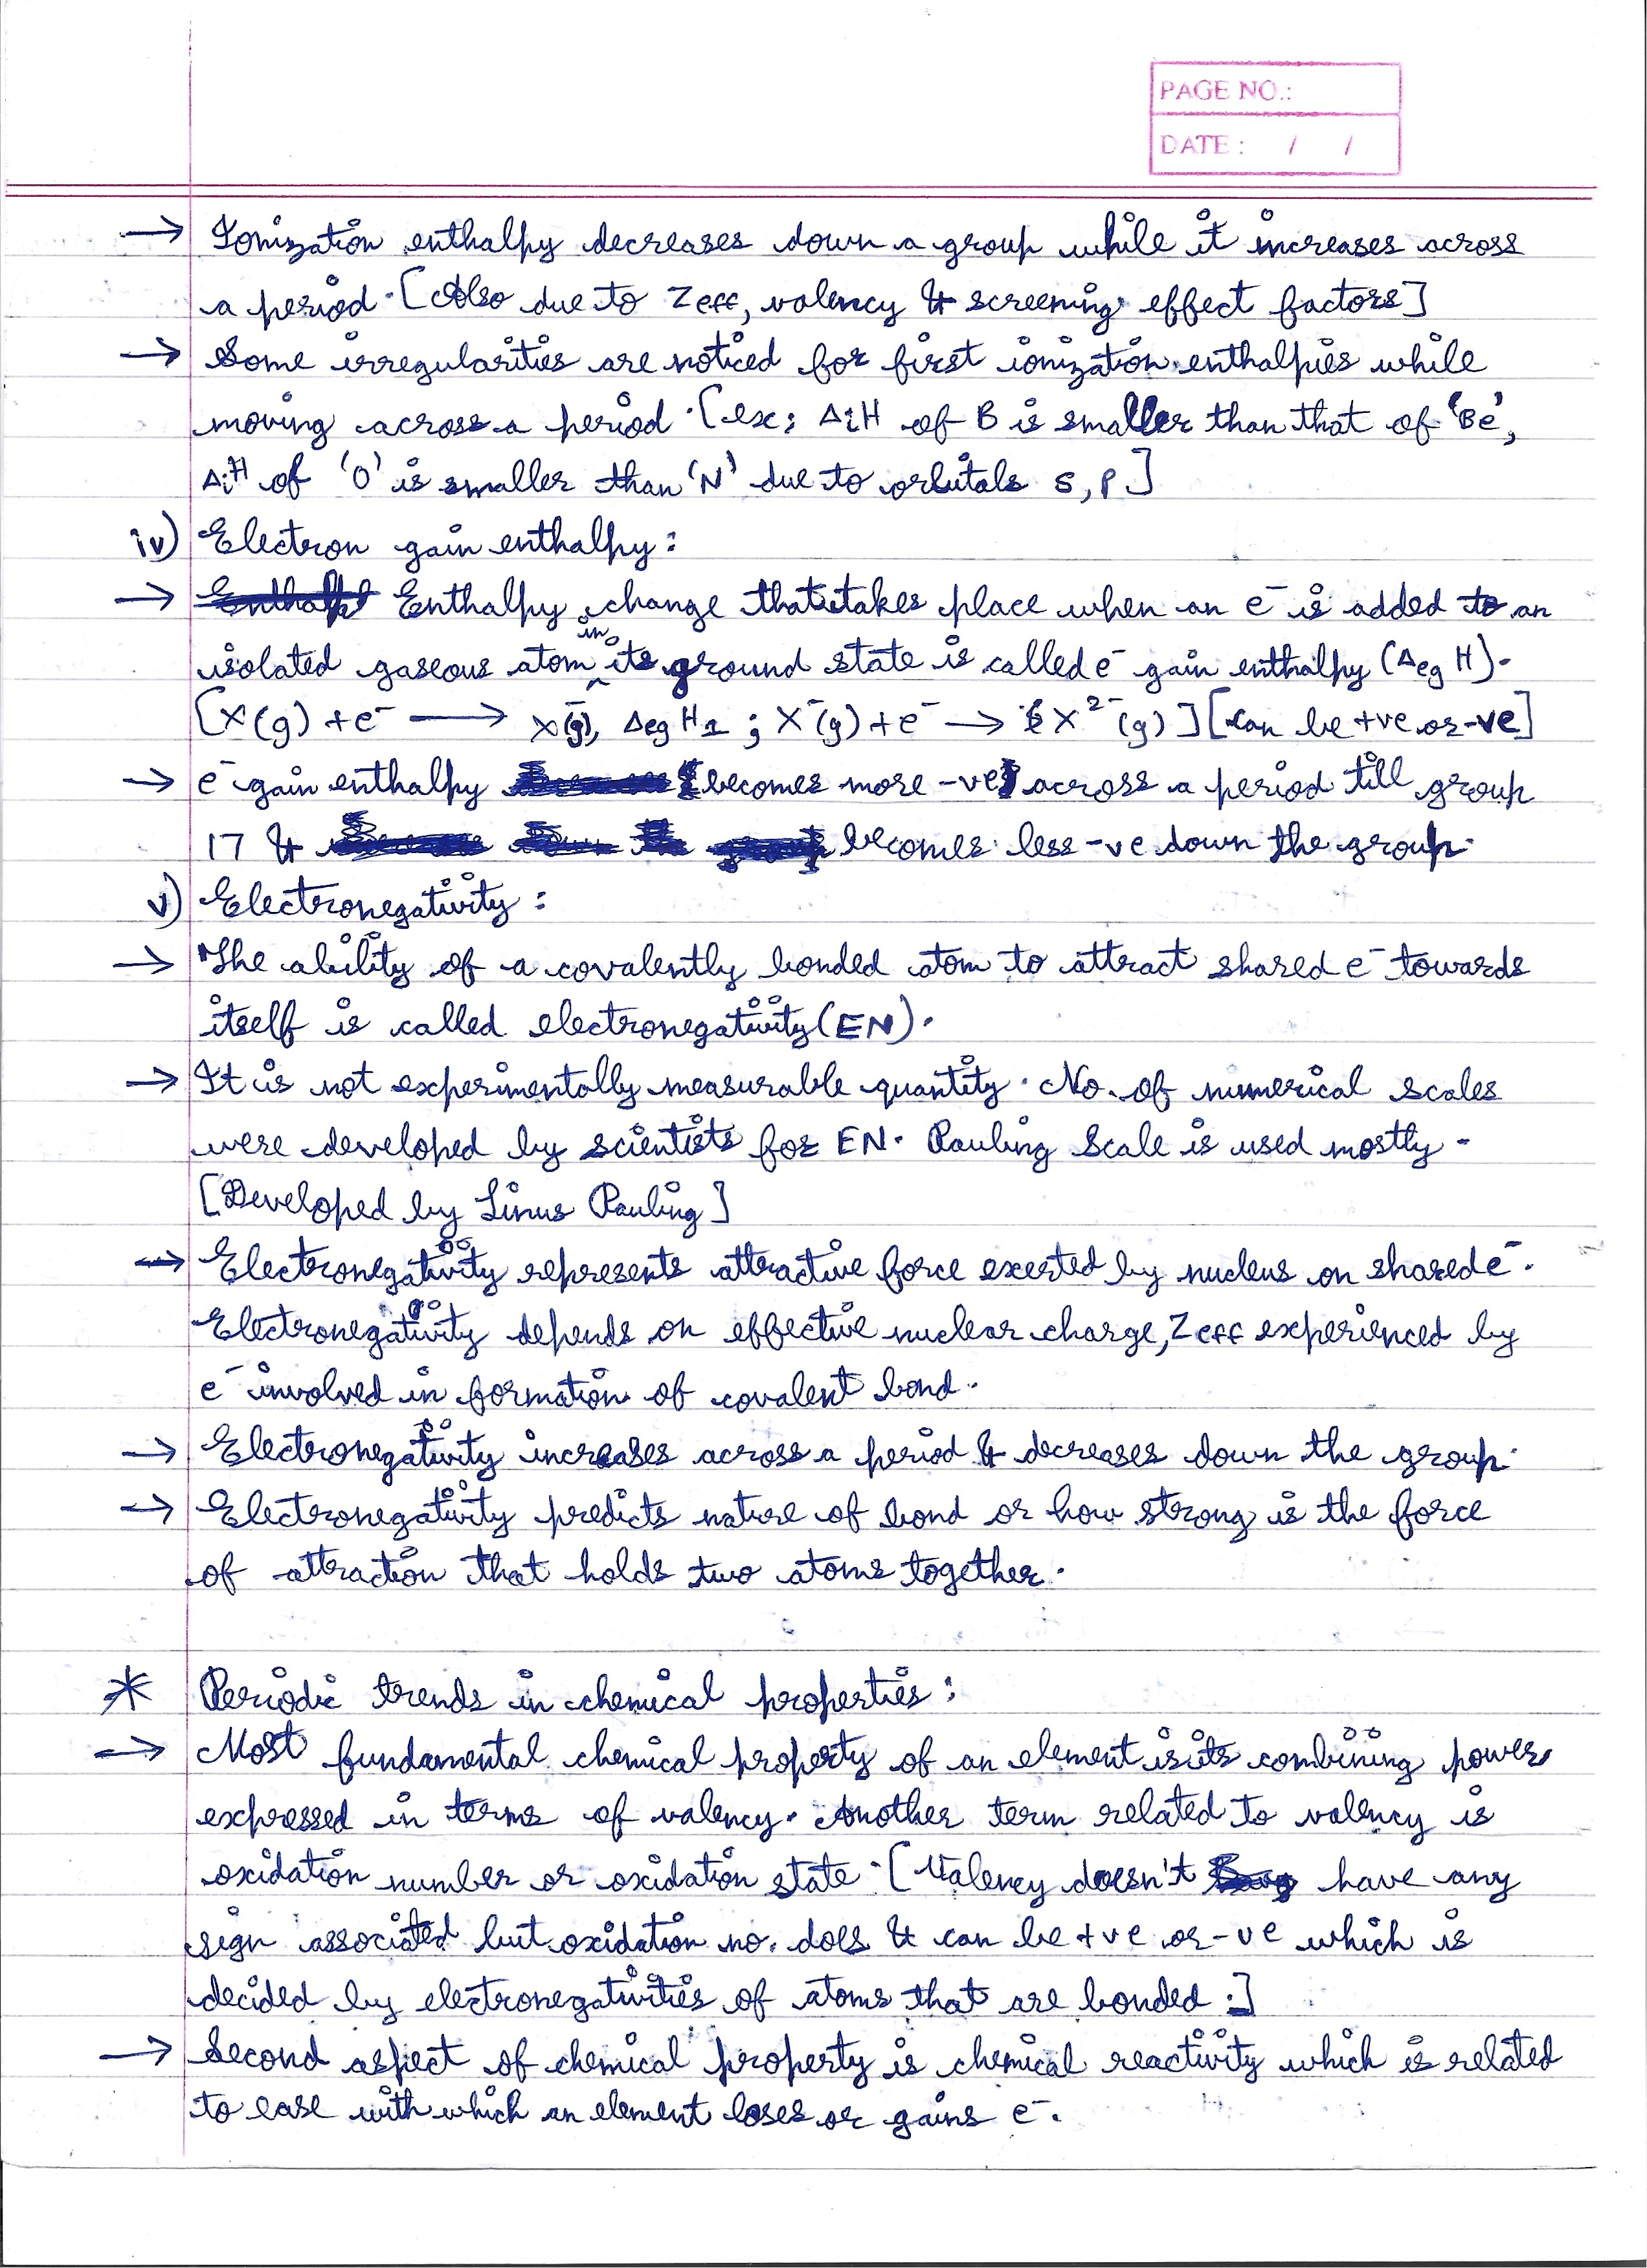 PAGE NO.:
DATE : / /
→ Ionization enthalpy decreases down a group while it increases across
a period. [Also due to Zeff, valency & screening effect factors]
→ Some irregularities are noticed for first ionization enthalpies while
moving across a period. [ex: ΔiH of B is smaller than that of 'Be',
ΔiH of 'O' is smaller than 'N' due to orbitals s, p]
iv) Electron gain enthalpy:
→ Enthalpy change that takes place when an e⁻ is added to an
isolated gaseous atom in its ground state is called e⁻ gain enthalpy (ΔegH).
[X(g) + e⁻ → X⁻(g), ΔegH1 ; X⁻(g) + e⁻ → X²⁻(g)] [can be +ve or -ve]
→ e⁻ gain enthalpy becomes more -ve across a period till group
17 & becomes less -ve down the group.
v) Electronegativity:
→ The ability of a covalently bonded atom to attract shared e⁻ towards
itself is called electronegativity (EN).
→ It is not experimentally measurable quantity. No. of numerical scales
were developed by scientists for EN. Pauling Scale is used mostly.
[Developed by Linus Pauling]
→ Electronegativity represents attractive force exerted by nucleus on shared e⁻.
Electronegativity depends on effective nuclear charge, Zeff experienced by
e⁻ involved in formation of covalent bond.
→ Electronegativity increases across a period & decreases down the group.
→ Electronegativity predicts nature of bond or how strong is the force
of attraction that holds two atoms together.
* Periodic trends in chemical properties:
→ Most fundamental chemical property of an element is its combining power
expressed in terms of valency. Another term related to valency is
oxidation number or oxidation state. [Valency doesn't have any
sign associated but oxidation no. does & can be +ve or -ve which is
decided by electronegativities of atoms that are bonded.]
→ Second aspect of chemical property is chemical reactivity which is related
to ease with which an element loses or gains e⁻.